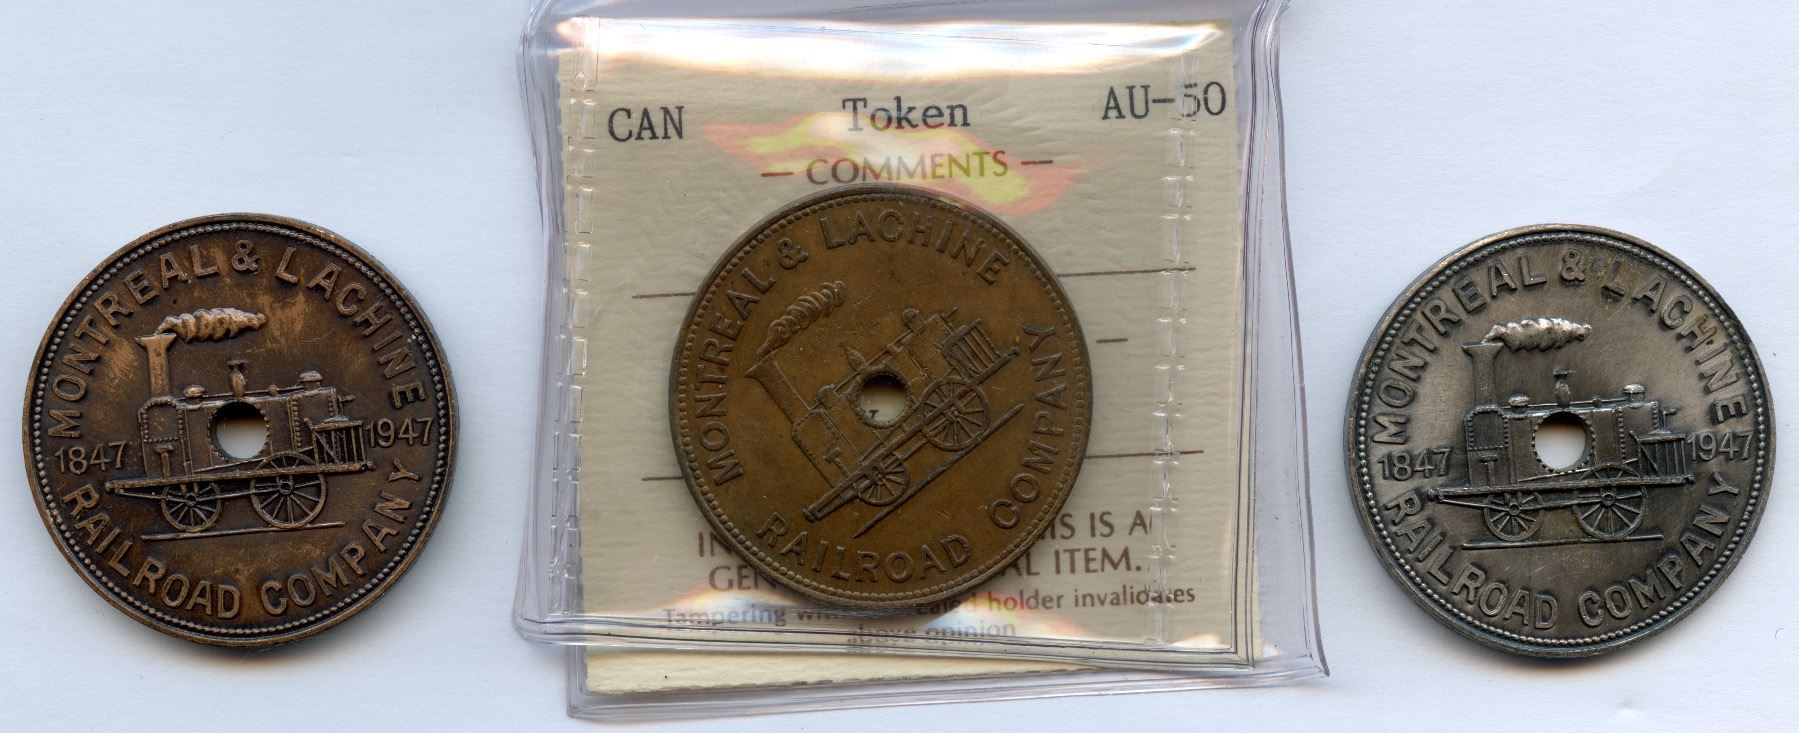 MONTREAL & LACHINE
1847 1947
RAILROAD COMPANY
CAN Token AU-50
— COMMENTS —
MONTREAL & LACHINE
RAILROAD COMPANY
IS A
ITEM.
Tampering holder invalidates
above opinion
MONTREAL & LACHINE
1847 1947
RAILROAD COMPANY